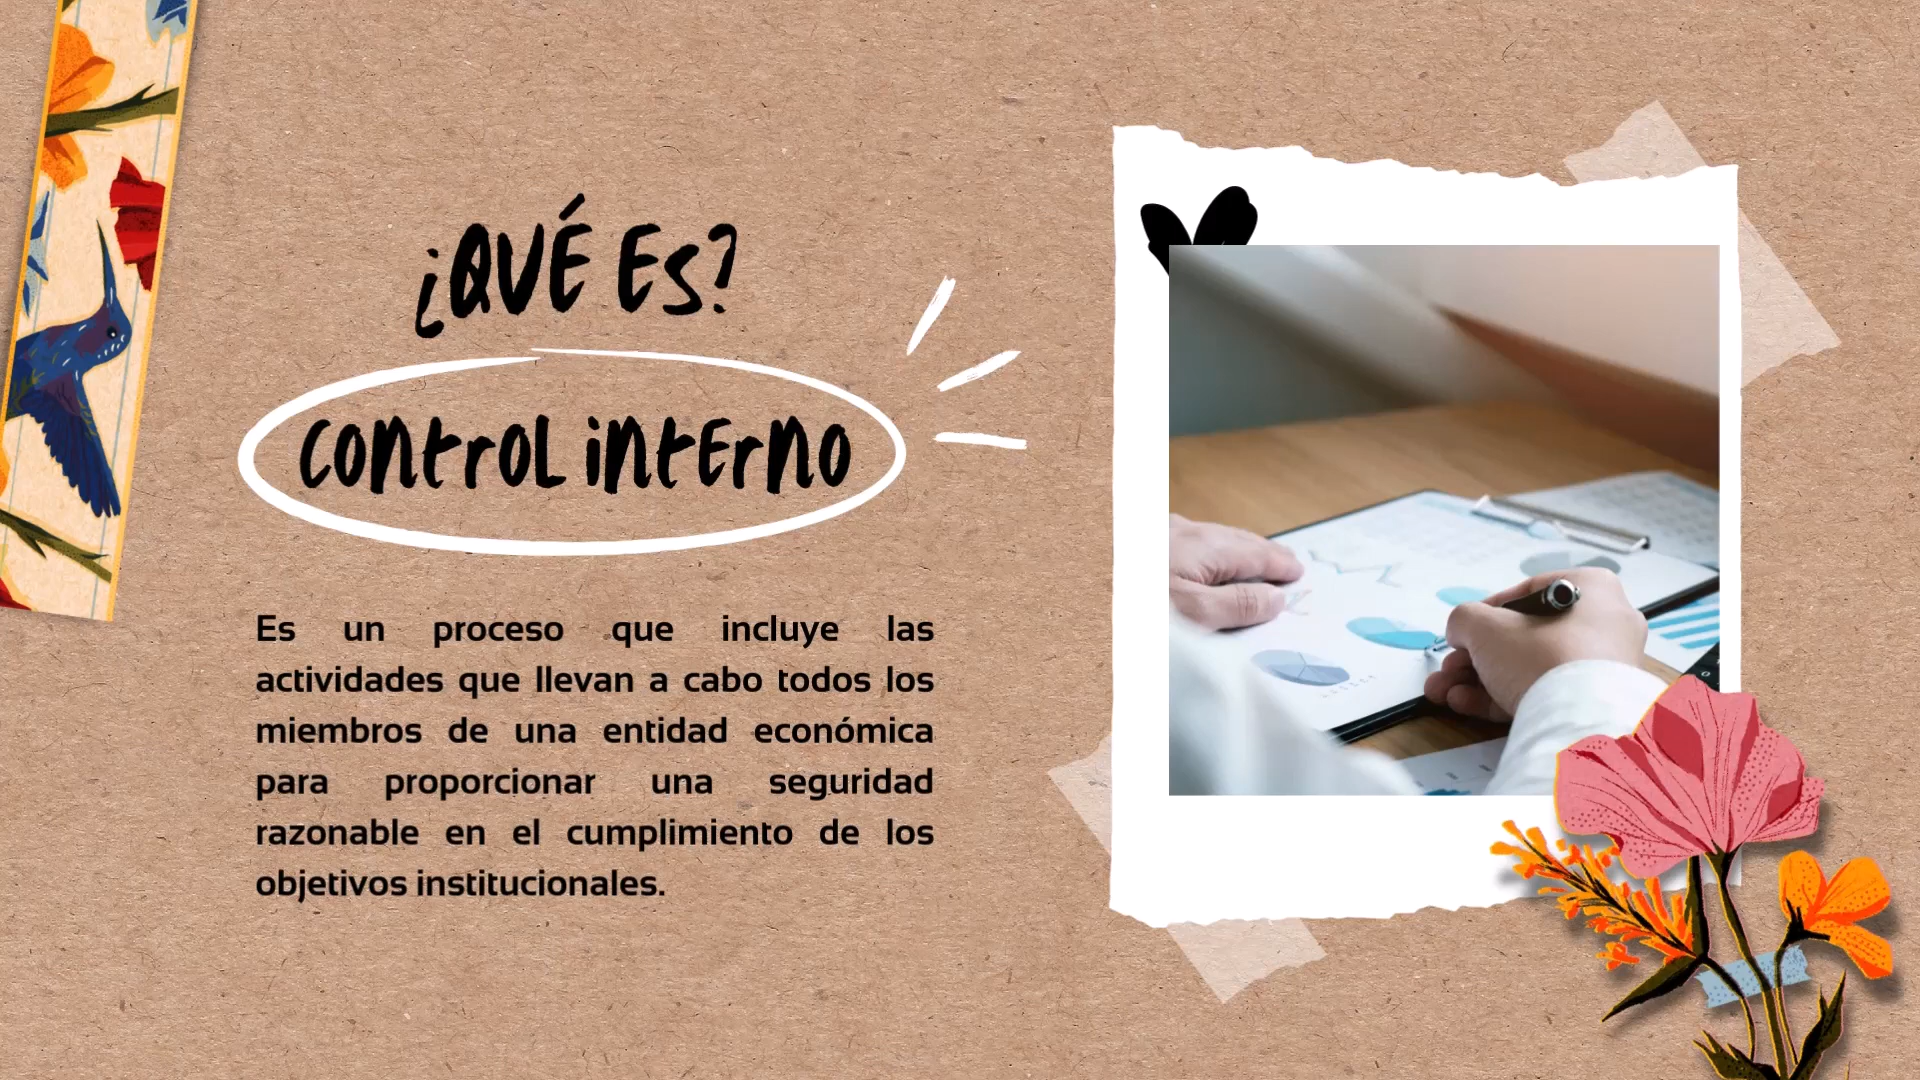 ¿QUÉ ES?
CONTROL INTERNO
Es un proceso que incluye las
actividades que llevan a cabo todos los
miembros de una entidad económica
para proporcionar una seguridad
razonable en el cumplimiento de los
objetivos institucionales.